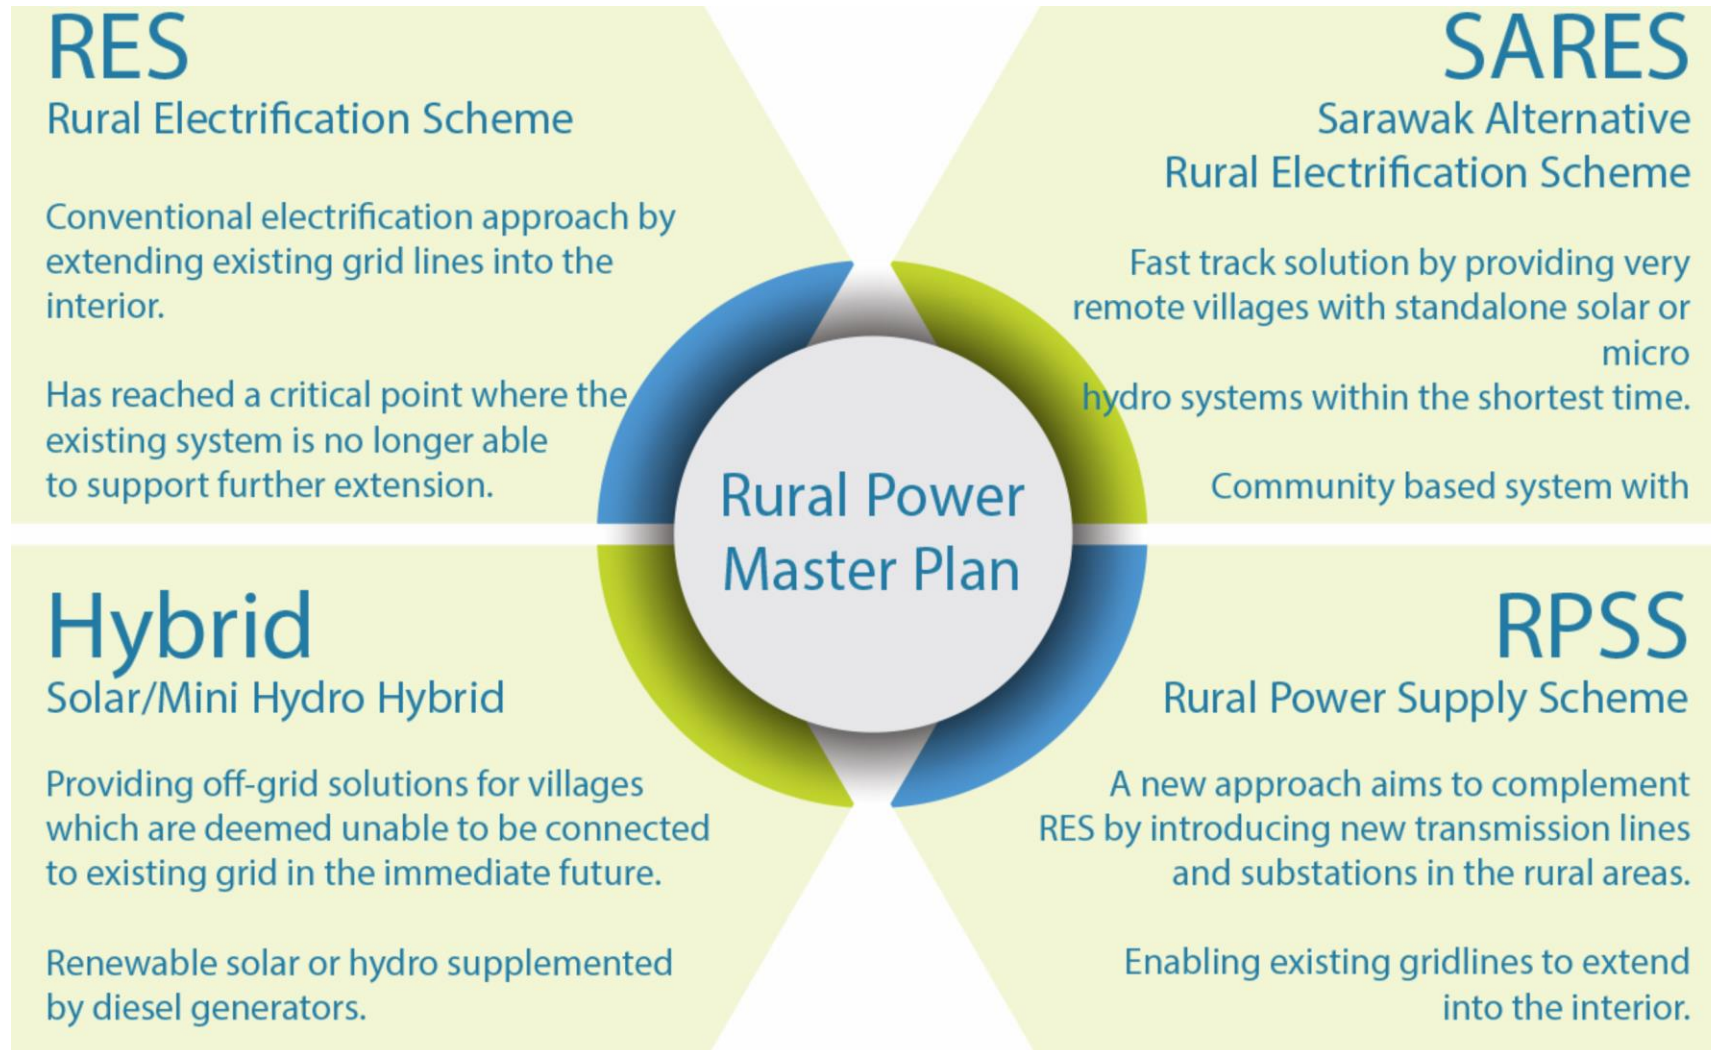 RES
Rural Electrification Scheme
Conventional electrification approach by
extending existing grid lines into the
interior.
Has reached a critical point where the
existing system is no longer able
to support further extension.
SARES
Sarawak Alternative
Rural Electrification Scheme
Fast track solution by providing very
remote villages with standalone solar or
micro
hydro systems within the shortest time.
Community based system with
Rural Power
Master Plan
Hybrid
Solar/Mini Hydro Hybrid
Providing off-grid solutions for villages
which are deemed unable to be connected
to existing grid in the immediate future.
Renewable solar or hydro supplemented
by diesel generators.
RPSS
Rural Power Supply Scheme
A new approach aims to complement
RES by introducing new transmission lines
and substations in the rural areas.
Enabling existing gridlines to extend
into the interior.